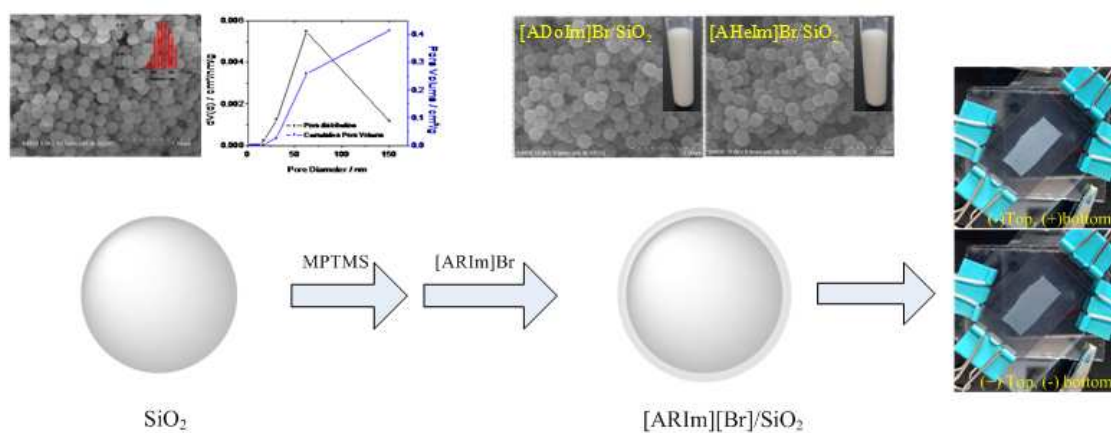 0.006
0.004
0.002
0.000
dV(d) / cm³/nm/g
0
50
100
150
Pore Diameter / nm
Pore distribution
Cumulative Pore Volume
0.4
0.3
0.2
0.1
0.0
Pore Volume / cm³/g
[ADoIm]Br/SiO₂
[AHeIm]Br/SiO₂
(-)Top, (+)bottom
(+) Top, (-) bottom
MPTMS
[ARIm]Br
SiO₂
[ARIm][Br]/SiO₂